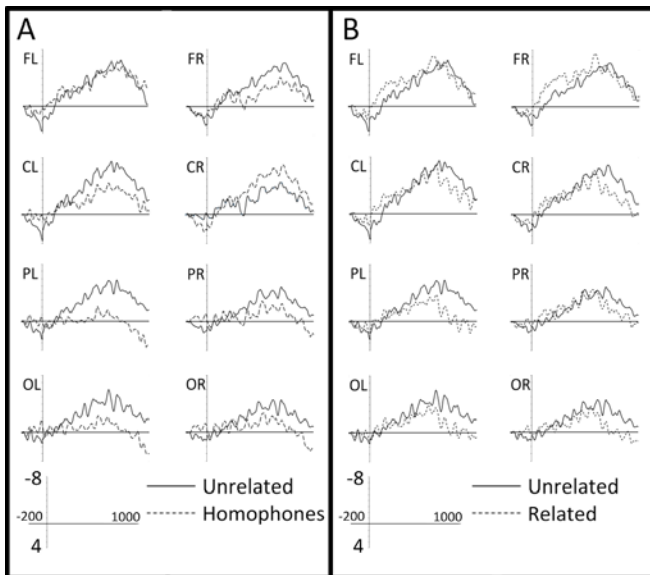 A
FL FR
CL CR
PL PR
OL OR
-8
-200 1000
4
Unrelated
Homophones
B
FL FR
CL CR
PL PR
OL OR
-8
-200 1000
4
Unrelated
Related